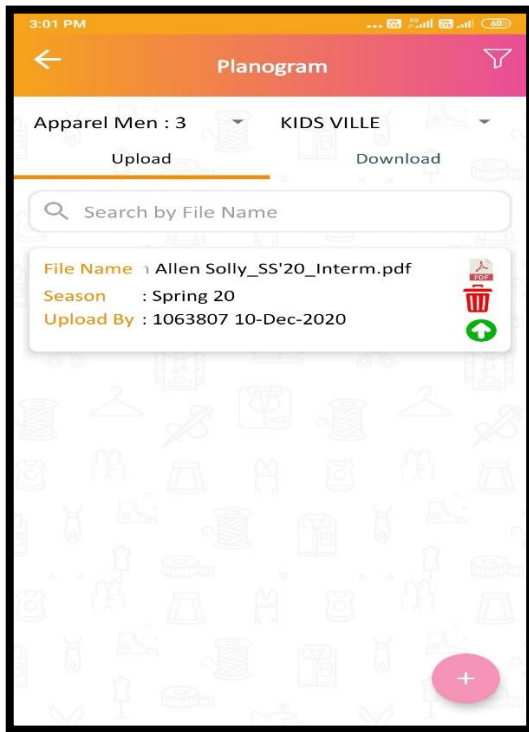 3:01 PM
60
Planogram
Apparel Men : 3 KIDS VILLE
Upload Download
Search by File Name
File Name Allen Solly_SS'20_Interm.pdf
PDF
Season : Spring 20
Upload By : 1063807 10-Dec-2020
+